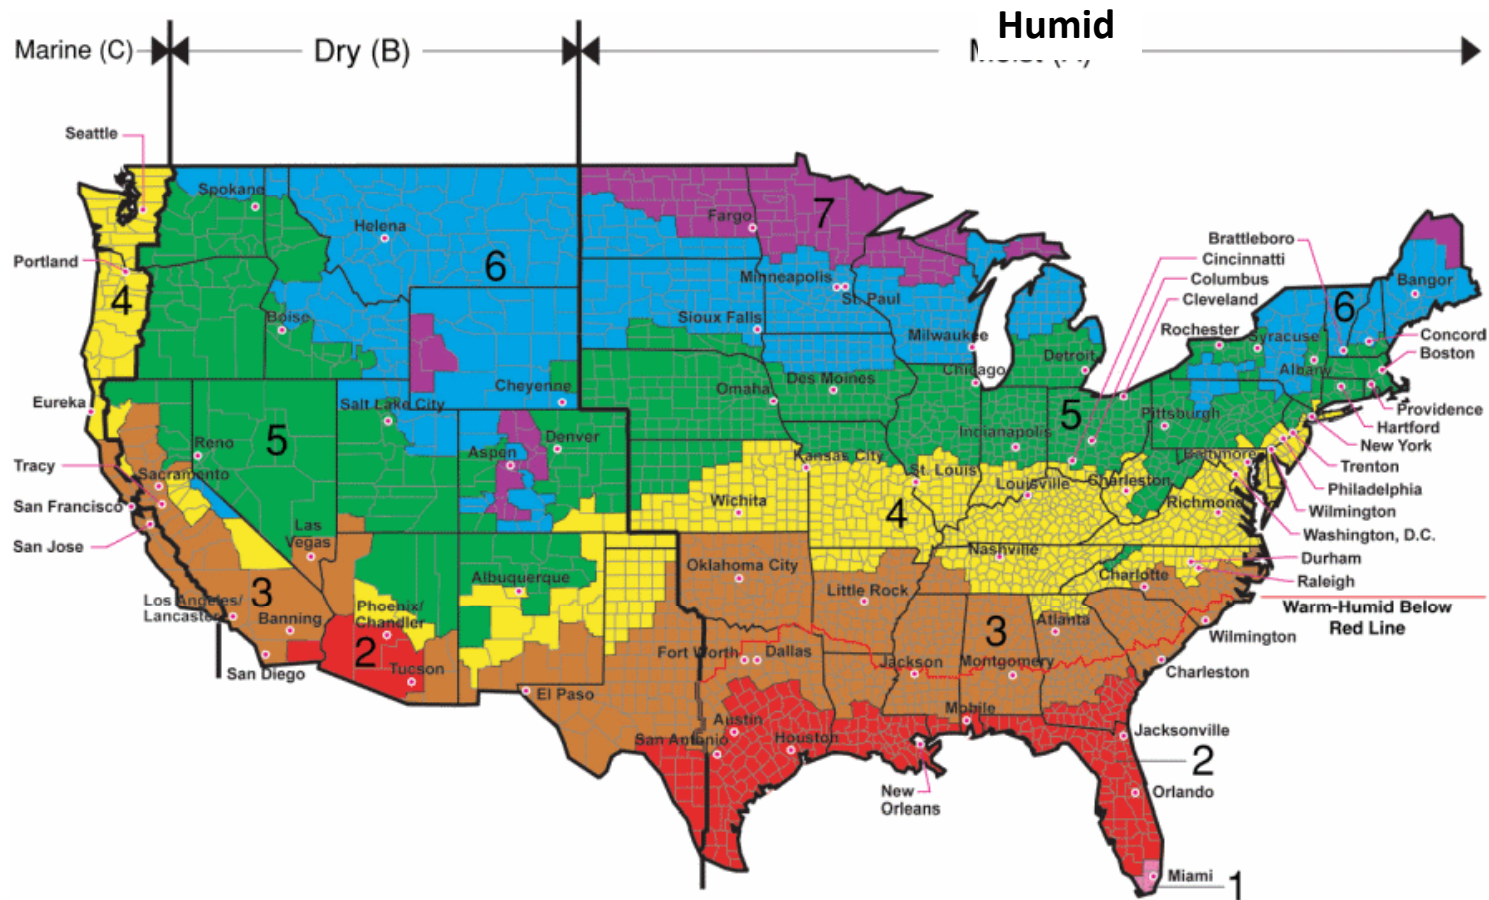 Humid
Marine (C)
Dry (B)
Seattle
Spokane
Helena
Fargo
7
Portland
4
6
Minneapolis
St. Paul
Brattleboro
Cincinnatti
Columbus
Cleveland
Bangor
6
Boise
Sioux Falls
Milwaukee
Rochester
Syracuse
Concord
Boston
Detroit
Albany
Chicago
Cheyenne
Omaha
Des Moines
Eureka
Salt Lake City
5
Pittsburgh
Providence
Hartford
New York
Reno
5
Denver
Indianapolis
Aspen
Kansas City
St. Louis
Baltimore
Trenton
Tracy
Sacramento
Louisville
Charleston
Philadelphia
San Francisco
Wichita
4
Richmond
Wilmington
Las
Vegas
Washington, D.C.
San Jose
Nashville
Durham
Oklahoma City
Albuquerque
Charlotte
Raleigh
Los Angeles/
Lancaster
3
Banning
Phoenix/
Chandler
Little Rock
Atlanta
Warm-Humid Below
Red Line
2
3
Wilmington
San Diego
Tucson
Fort Worth
Dallas
Jackson
Montgomery
Charleston
El Paso
Austin
San Antonio
Houston
Mobile
Jacksonville
2
New
Orleans
Orlando
Miami
1